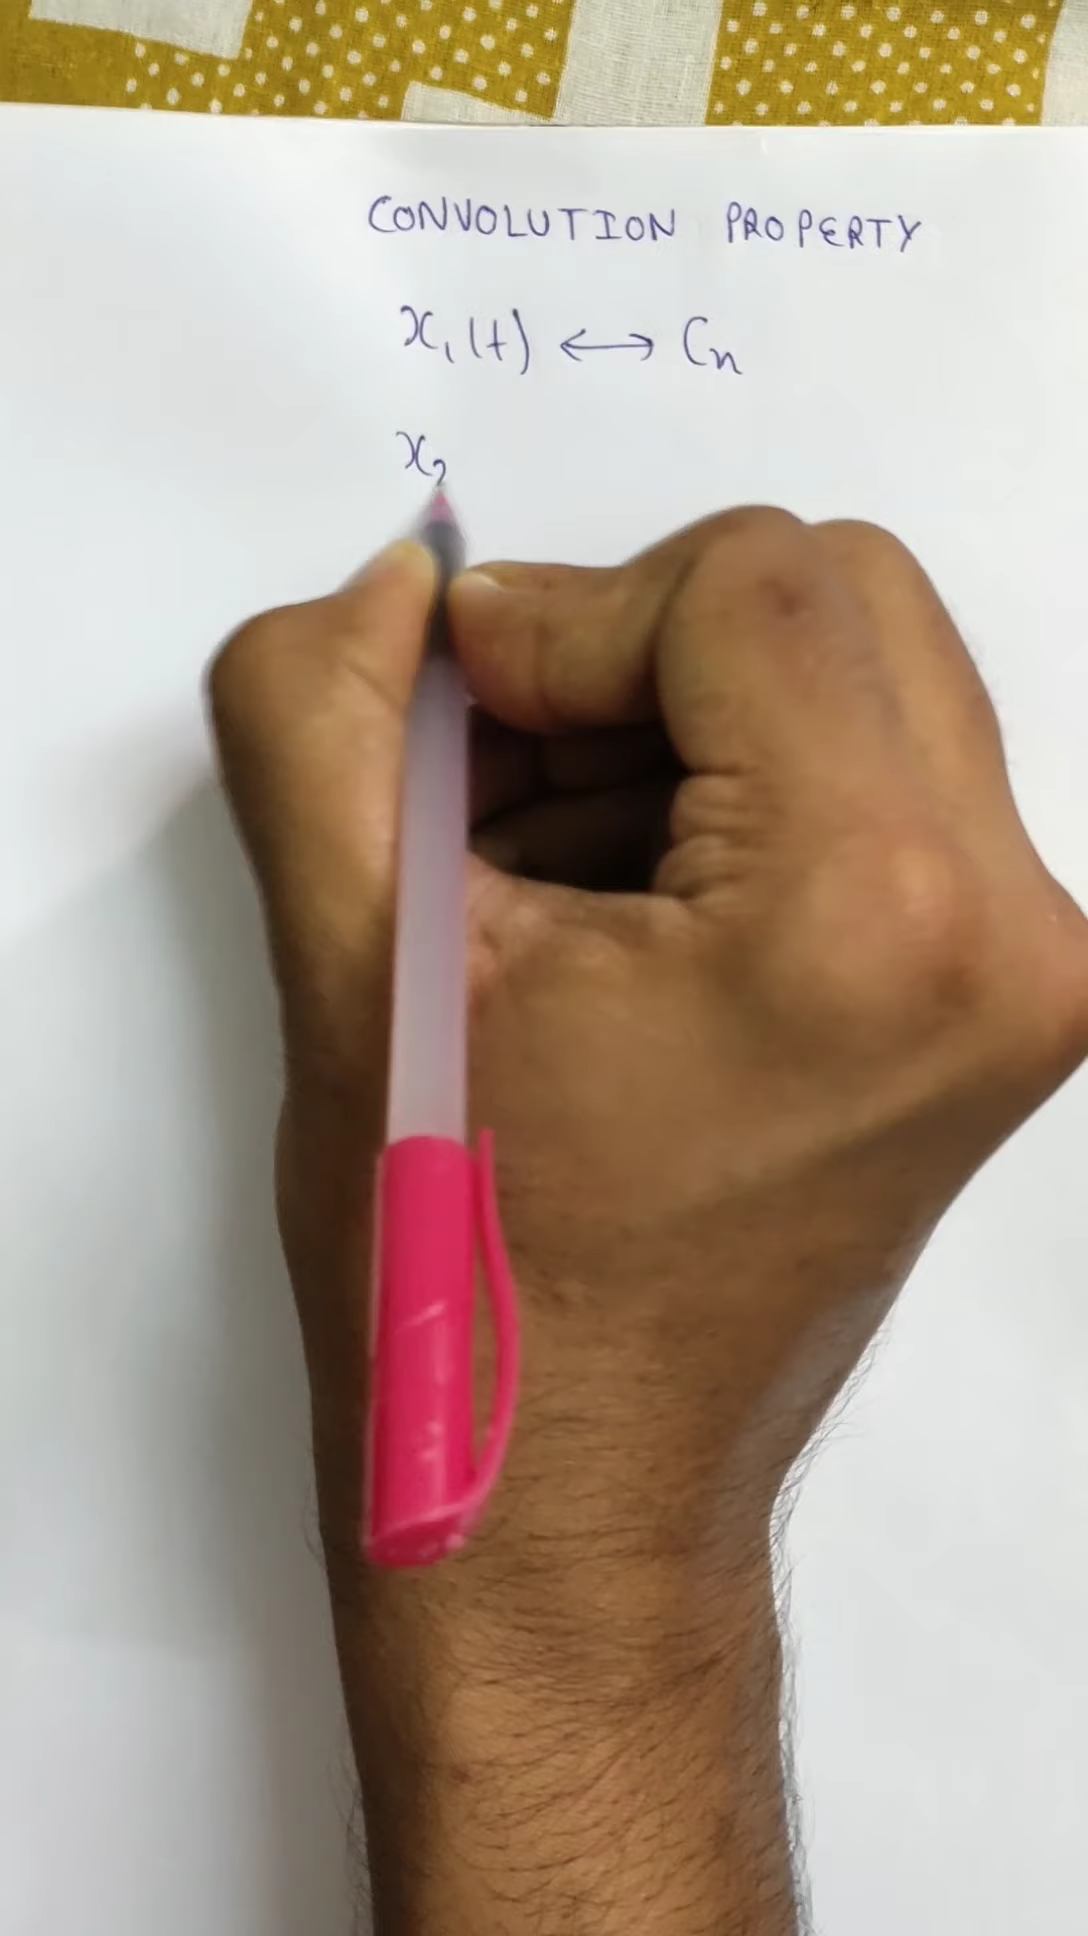 CONVOLUTION PROPERTY
x₁(t) ⟷ Cn
x₂